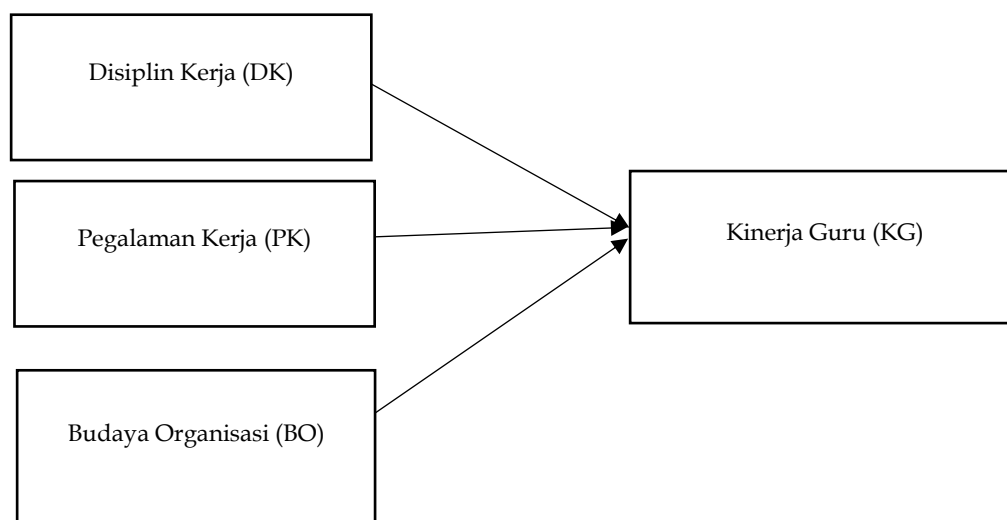 Disiplin Kerja (DK)
Pegalaman Kerja (PK)
Kinerja Guru (KG)
Budaya Organisasi (BO)